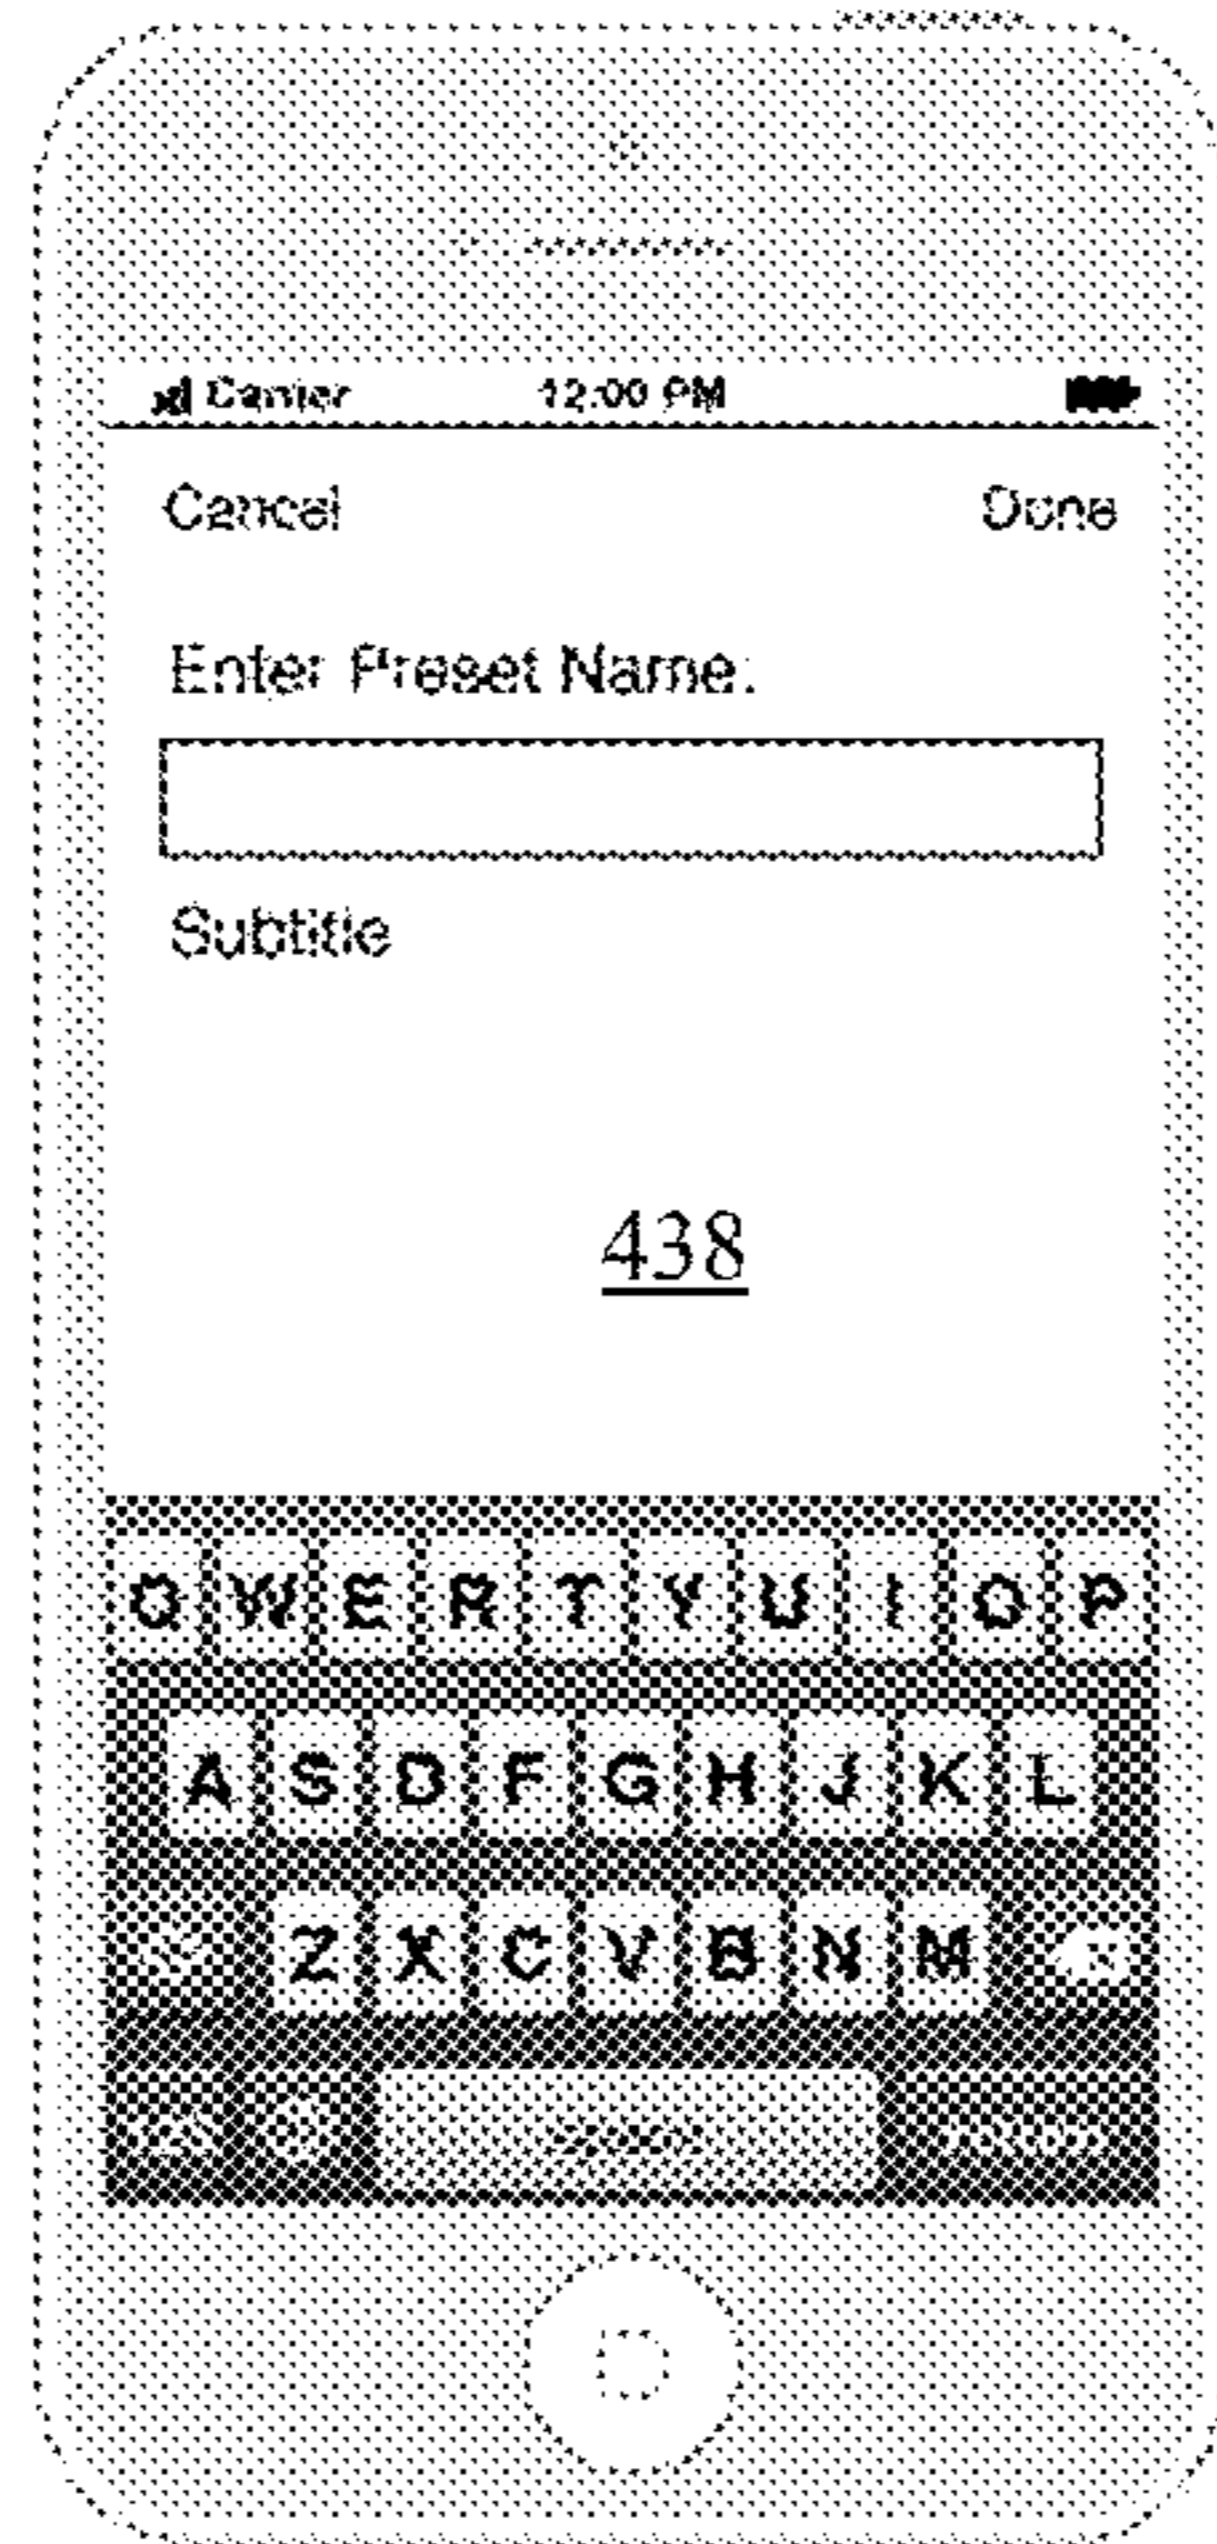 Carrier 12:00 PM
Cancel Done
Enter Preset Name:
Subtitle
438
Q W E R T Y U I O P
A S D F G H J K L
Z X C V B N M